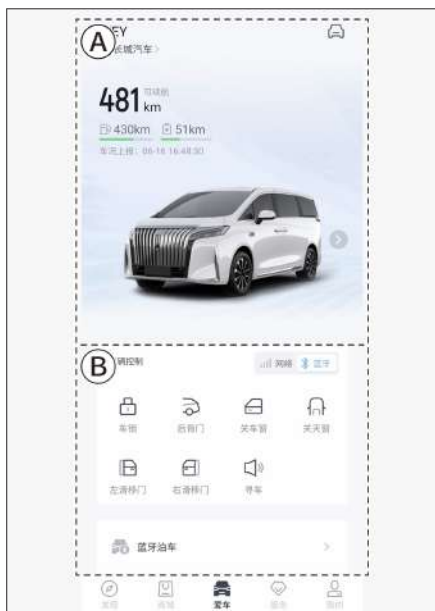 A
EY
长城汽车
481 km 可续航
430km 51km
车况上报：06-16 16:48:30
B
网络 蓝牙
车锁 后背门 关车窗 关天窗
左滑移门 右滑移门 寻车
蓝牙泊车
发现 商城 爱车 服务 我的